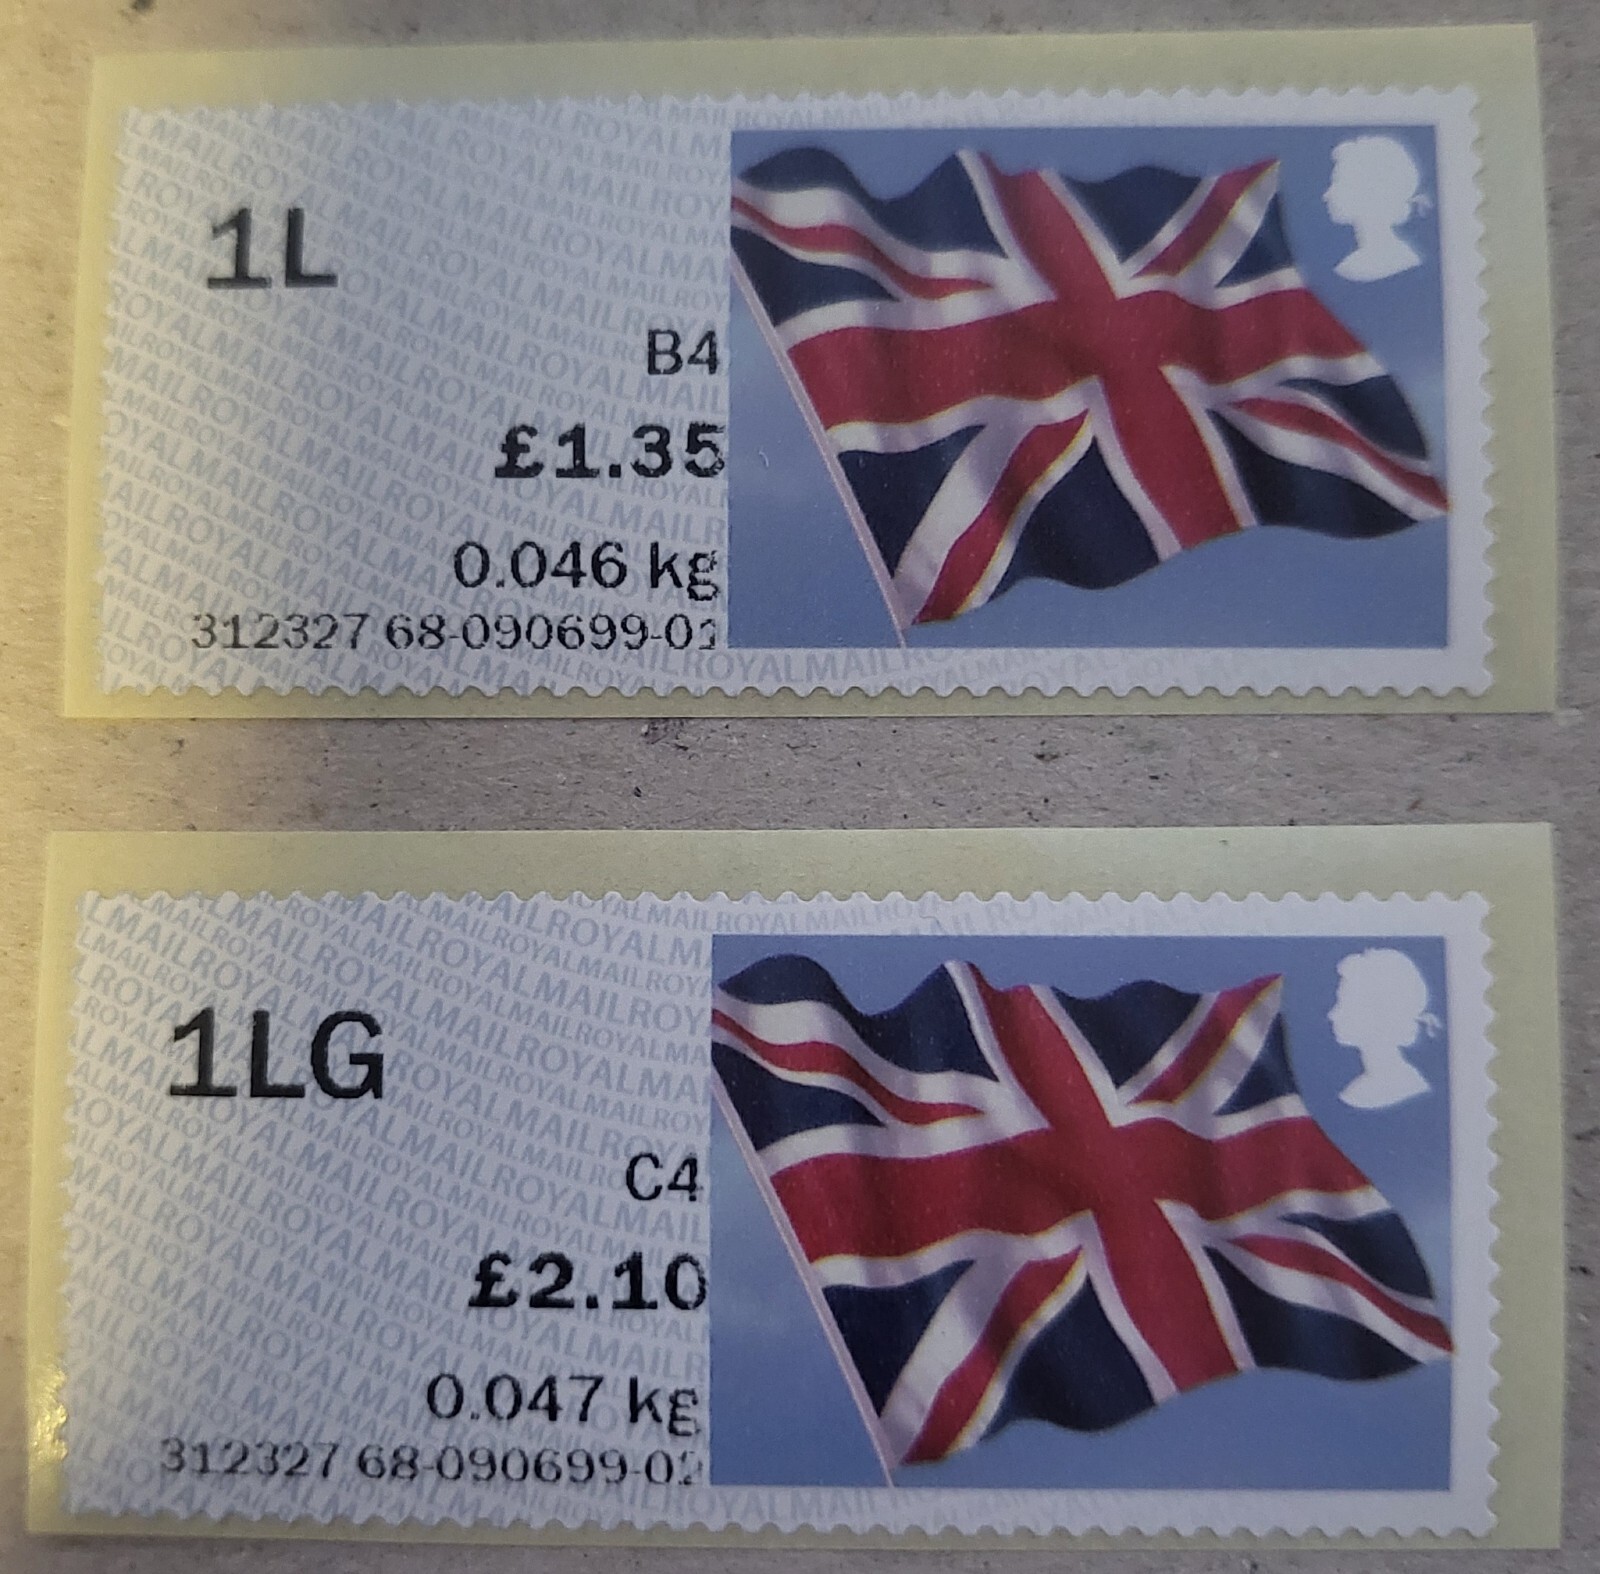 1L
B4
£1.35
0.046 kg
312327 68-090699-01
1LG
C4
£2.10
0.047 kg
312327 68-090699-02